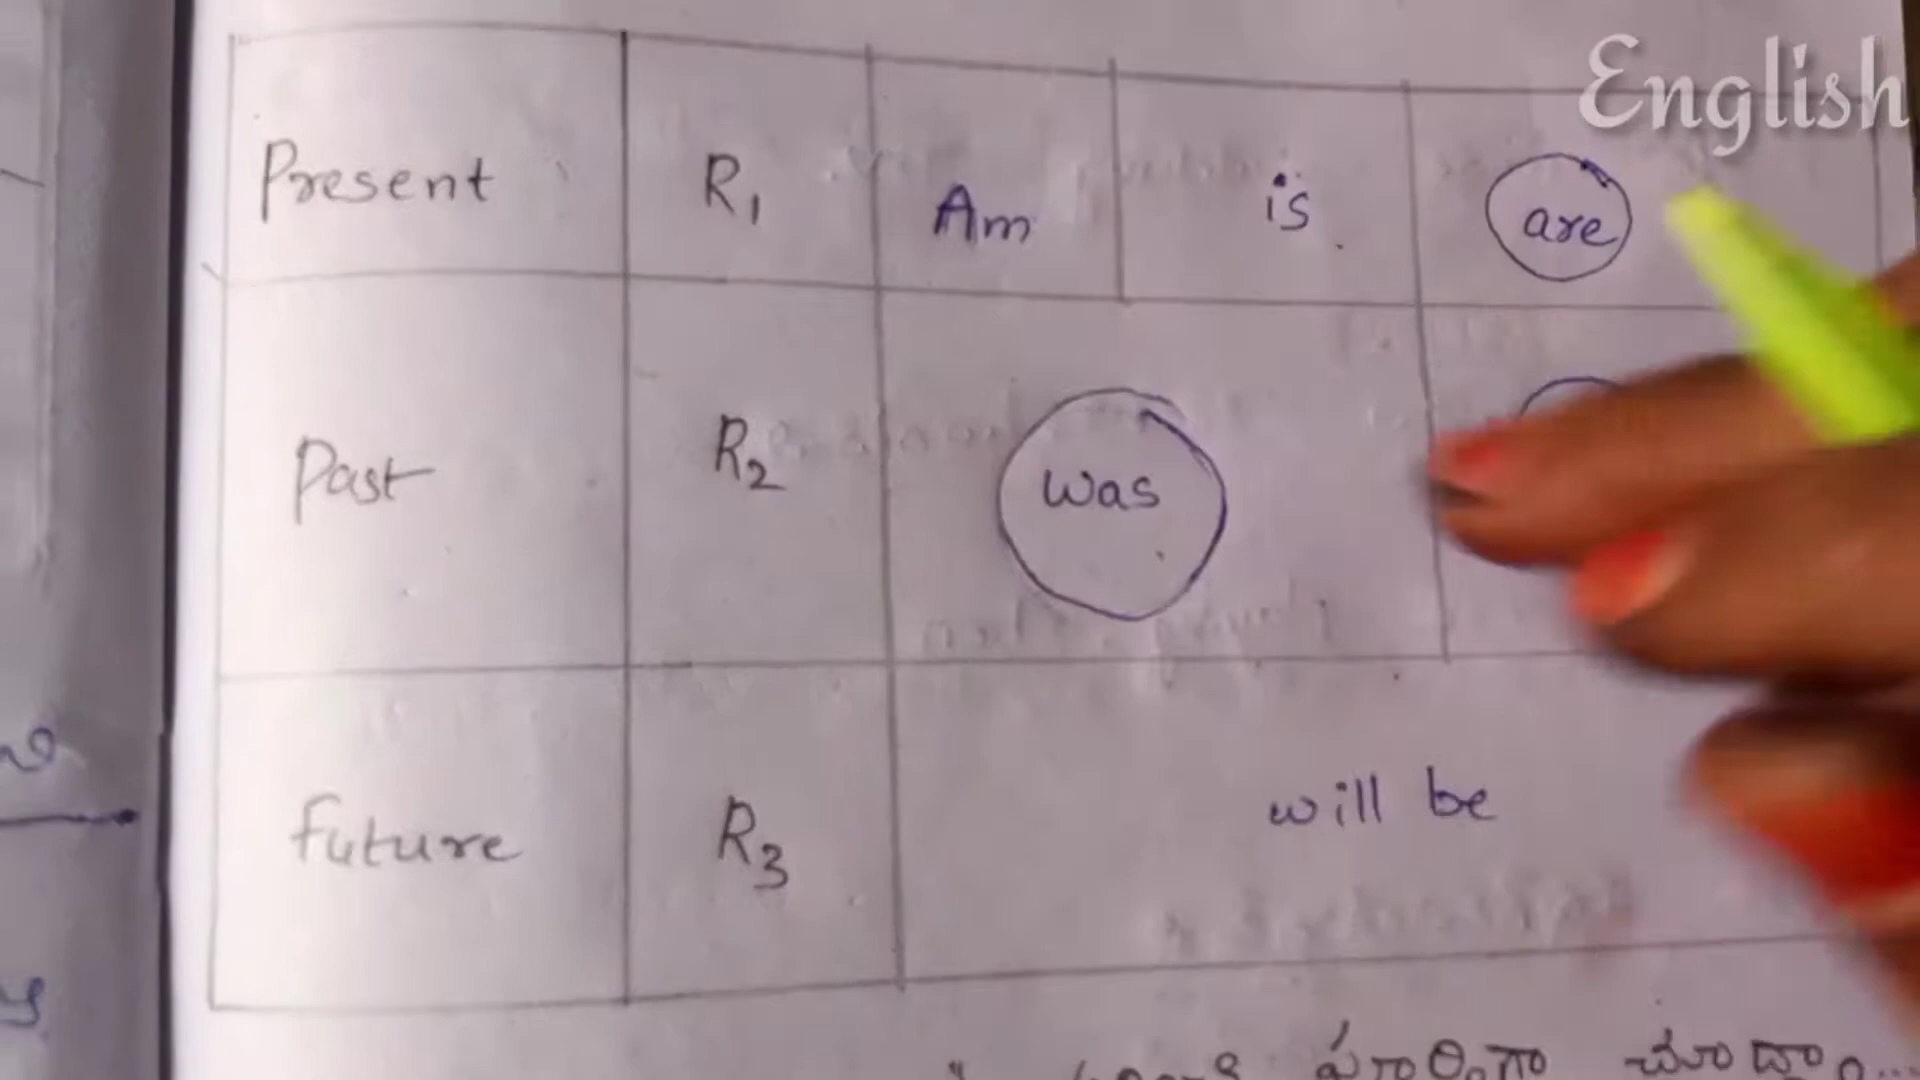 English
Present R1 Am is are
Past R2 was
Future R3 will be
చూద్దాం...